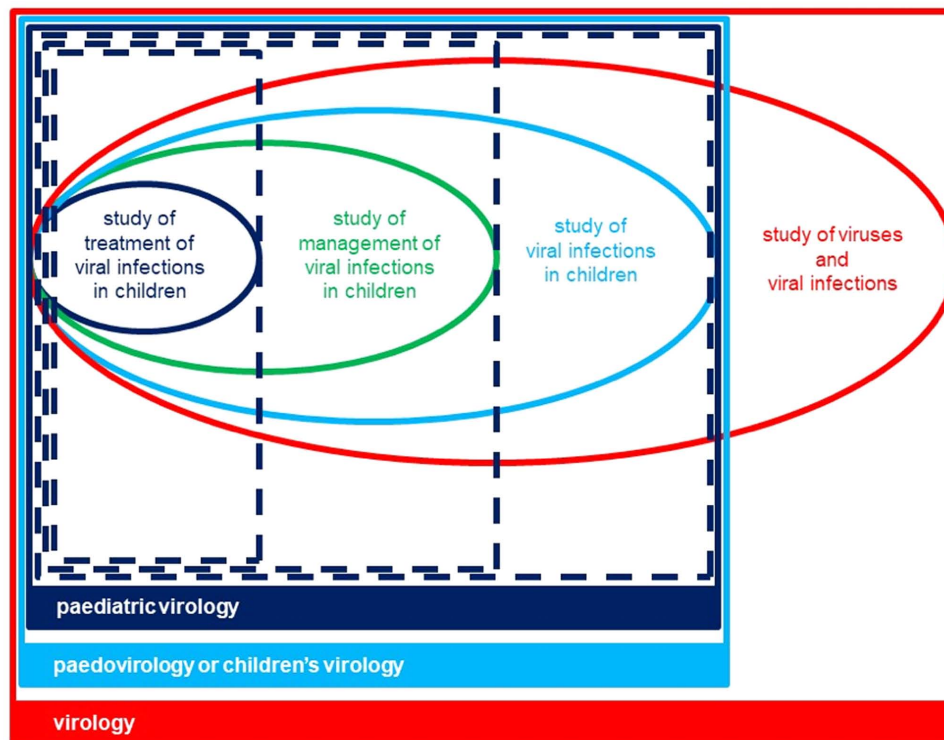 study of
treatment of
viral infections
in children
study of
management of
viral infections
in children
study of
viral infections
in children
study of viruses
and
viral infections
paediatric virology
paedovirology or children's virology
virology